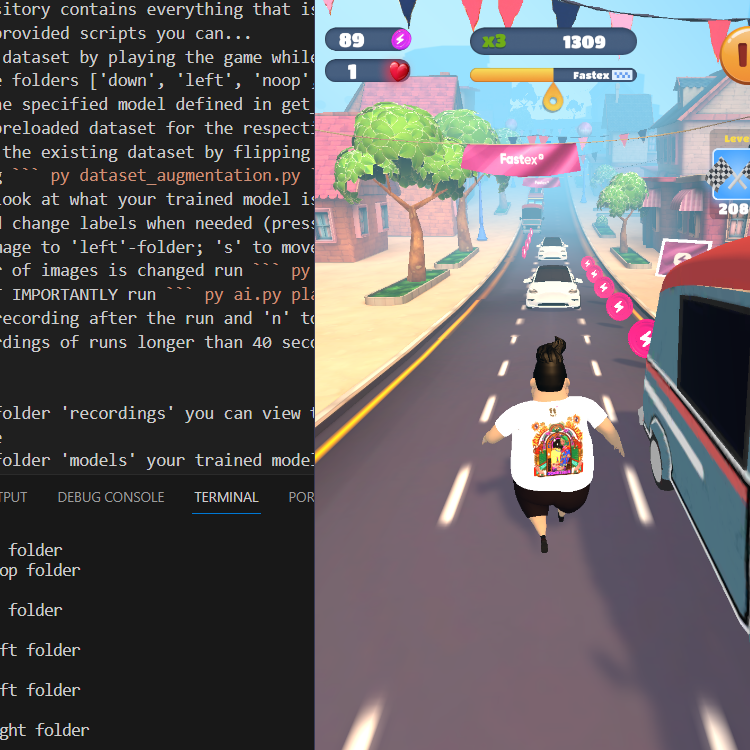 sitory contains everything that is
provided scripts you can...
dataset by playing the game while
e folders ['down', 'left', 'noop',
he specified model defined in get_
preloaded dataset for the respecti
the existing dataset by flipping
g ``` py dataset_augmentation.py `
look at what your trained model is
d change labels when needed (press
mage to 'left'-folder; 's' to move
r of images is changed run ``` py
T IMPORTANTLY run ``` py ai.py pla
recording after the run and 'n' to
rdings of runs longer than 40 seco
folder 'recordings' you can view t
e
folder 'models' your trained model
TPUT DEBUG CONSOLE TERMINAL POR
folder
op folder
folder
ft folder
ft folder
ght folder
89
1
x3 1309
Fastex
Fastex
Level
208